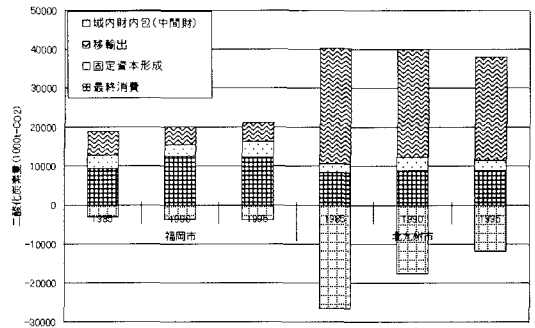 50000
40000
30000
20000
10000
0
-10000
-20000
-30000
二酸化炭素量(1000t-CO2)
域内財内包(中間財)
移輸出
固定資本形成
最終消費
1985 1990 1995 1985 1990 1995
福岡市 北九州市